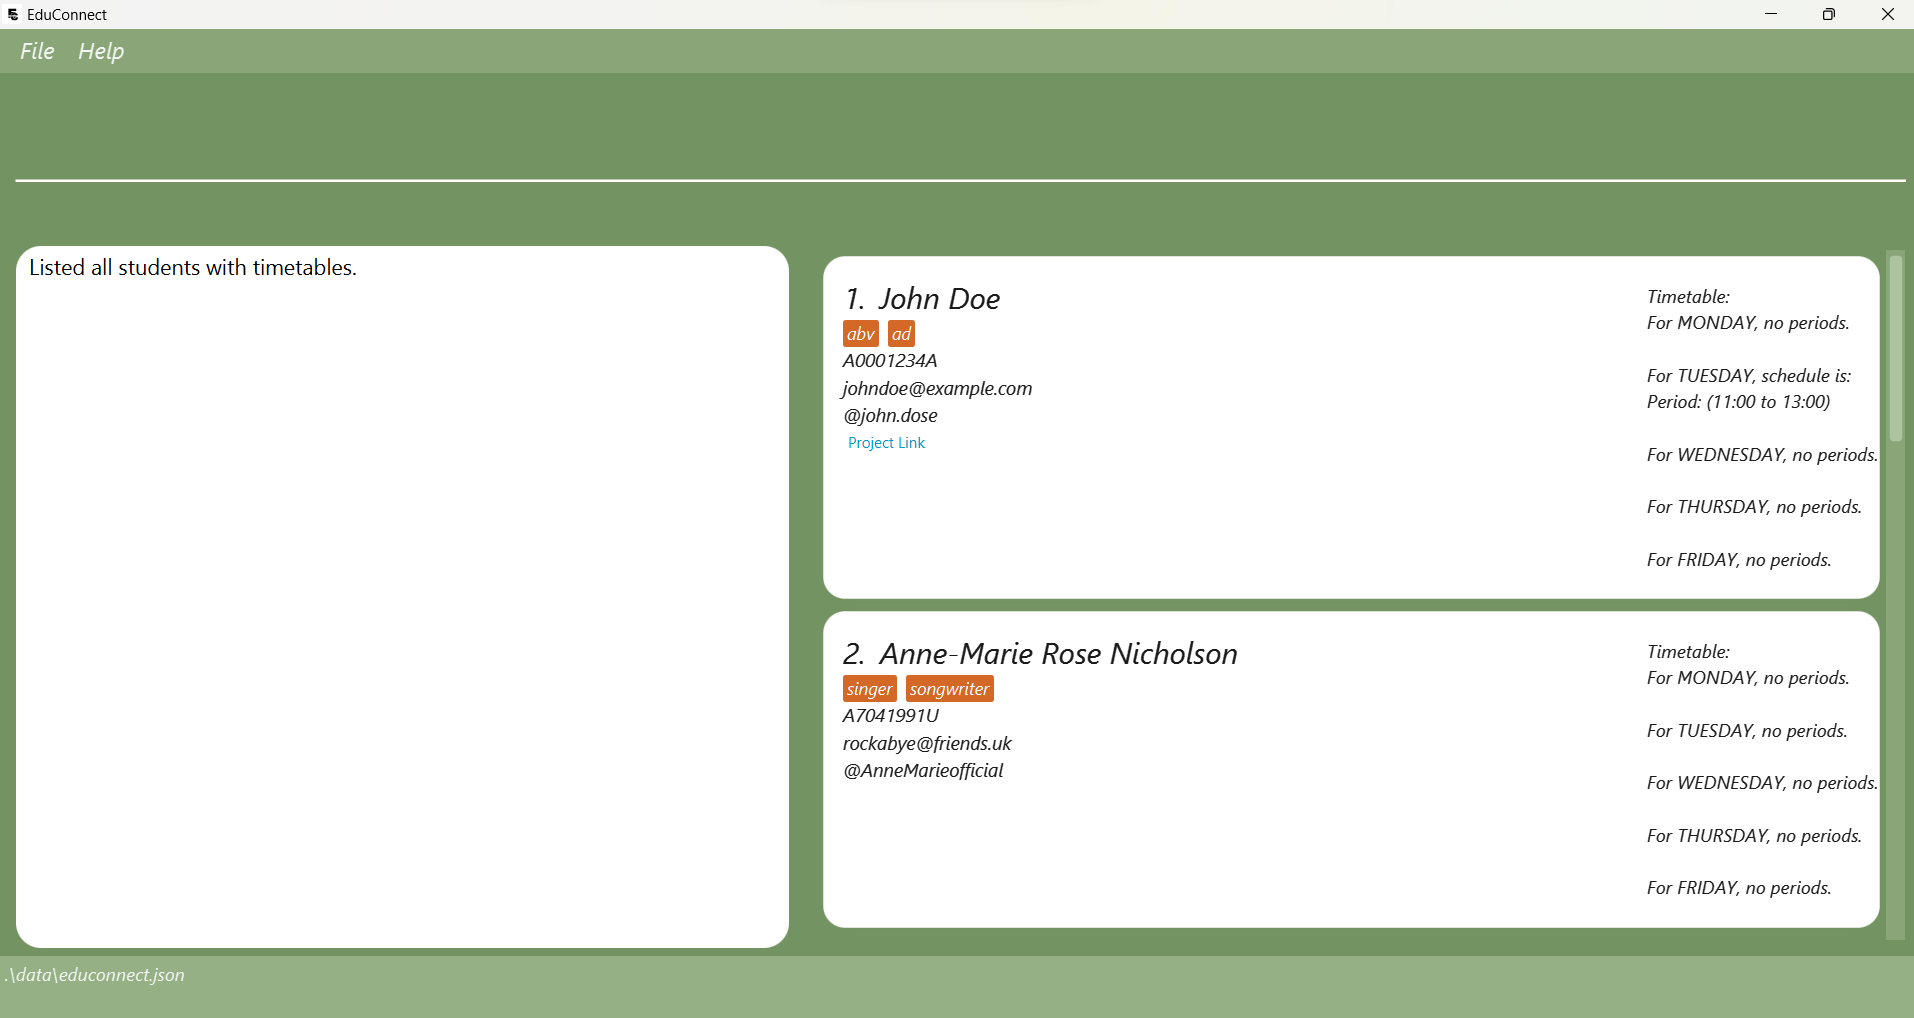 EduConnect
File Help
Listed all students with timetables.
1. John Doe
abv ad
A0001234A
johndoe@example.com
@john.dose
Project Link
Timetable:
For MONDAY, no periods.
For TUESDAY, schedule is:
Period: (11:00 to 13:00)
For WEDNESDAY, no periods.
For THURSDAY, no periods.
For FRIDAY, no periods.
2. Anne-Marie Rose Nicholson
singer songwriter
A7041991U
rockabye@friends.uk
@AnneMarieofficial
Timetable:
For MONDAY, no periods.
For TUESDAY, no periods.
For WEDNESDAY, no periods.
For THURSDAY, no periods.
For FRIDAY, no periods.
.\data\educonnect.json